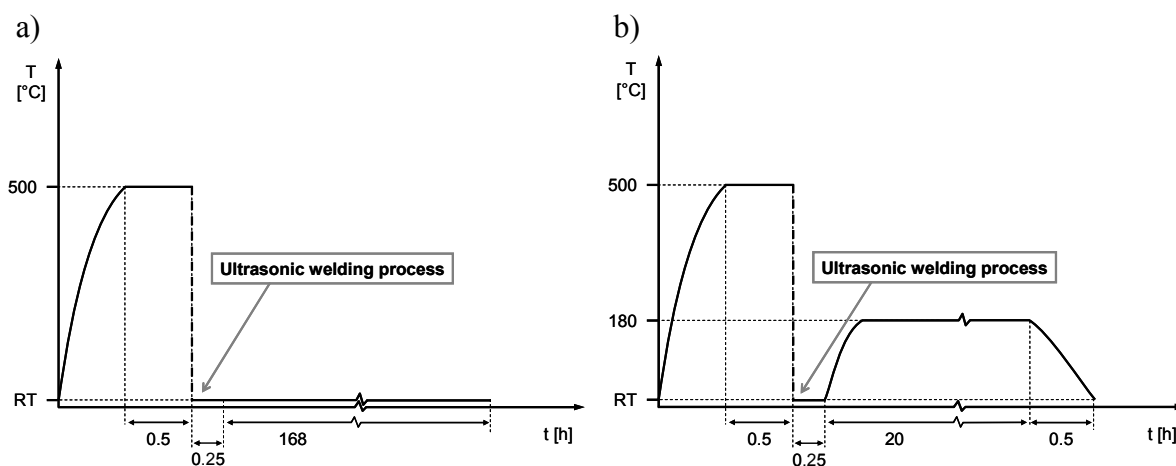 a)
T
[°C]
500
Ultrasonic welding process
RT
0.5
168
t [h]
0.25
b)
T
[°C]
500
Ultrasonic welding process
180
RT
0.5
20
0.5
t [h]
0.25